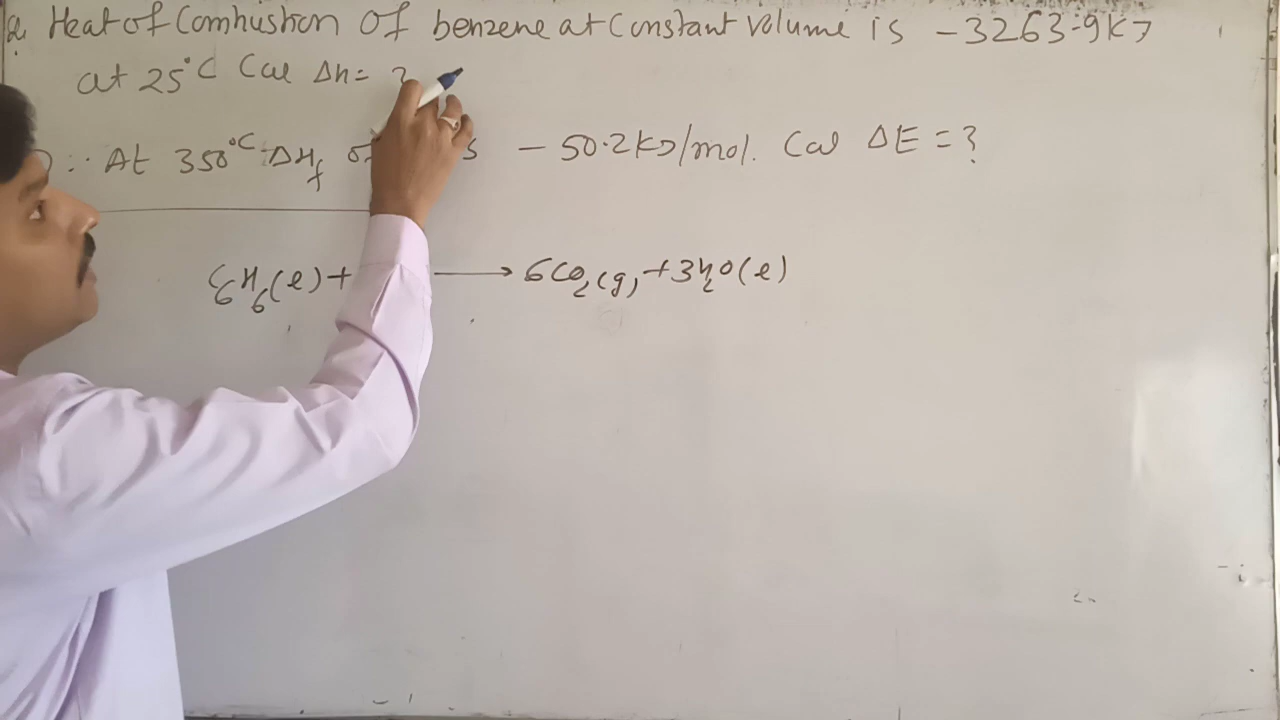 Q. Heat of Combustion Of benzene at Constant Volume is -3263.9KJ
at 25°C Cal ΔH= ?
∴ At 350°C ΔHf - 50.2KJ/mol. Cal ΔE = ?
C6H6(l)+ ⟶ 6CO2(g)+3H2O(l)